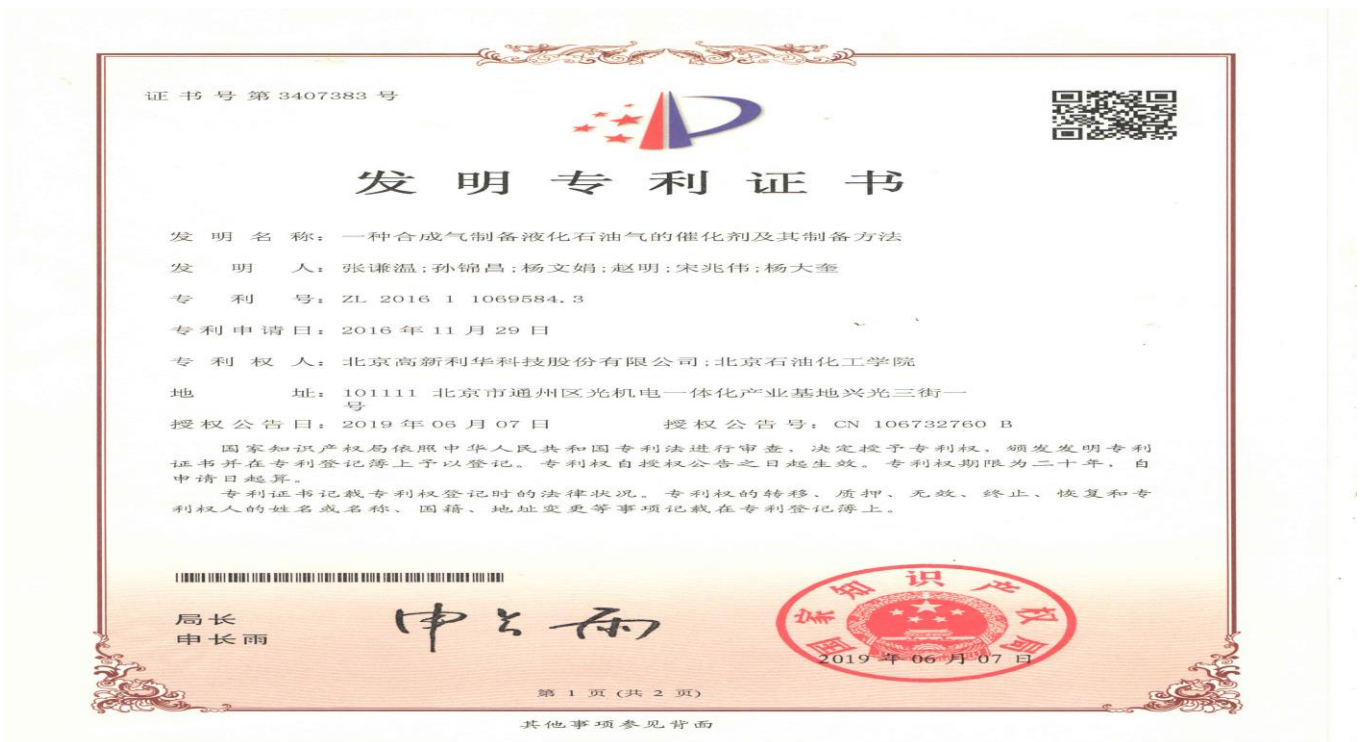 证书号第3407383号
发明专利证书
发明名称：一种合成气制备液化石油气的催化剂及其制备方法
发明人：张谦温;孙锦昌;杨文娟;赵明;宋兆伟;杨大奎
专利号：ZL 2016 1 1069584.3
专利申请日：2016年11月29日
专利权人：北京高新利华科技股份有限公司;北京石油化工学院
地址：101111 北京市通州区光机电一体化产业基地兴光三街一
号
授权公告日：2019年06月07日 授权公告号：CN 106732760 B
国家知识产权局依照中华人民共和国专利法进行审查，决定授予专利权，颁发发明专利
证书并在专利登记簿上予以登记。专利权自授权公告之日起生效。专利权期限为二十年，自
申请日起算。
专利证书记载专利权登记时的法律状况。专利权的转移、质押、无效、终止、恢复和专
利权人的姓名或名称、国籍、地址变更等事项记载在专利登记簿上。
局长
申长雨
申长雨
国家知识产权局
2019年06月07日
第1页(共2页)
其他事项参见背面